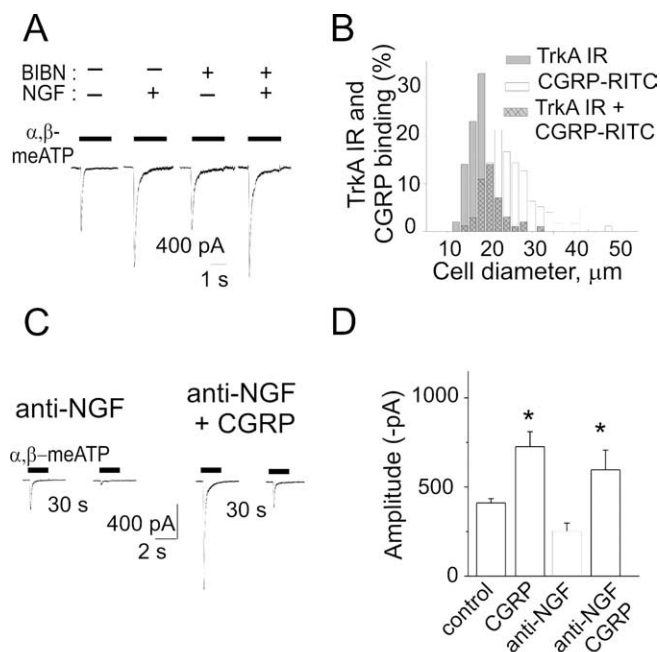 A
BIBN : – – + +
NGF : – + – +
α,β-
meATP
400 pA
1 s
B
TrkA IR and
CGRP binding (%)
30
20
10
0
TrkA IR
CGRP-RITC
TrkA IR +
CGRP-RITC
10 20 30 40 50
Cell diameter, μm
C
anti-NGF
anti-NGF
+ CGRP
α,β–meATP
30 s
400 pA
2 s
30 s
D
Amplitude (-pA)
1000
500
0
* *
control
CGRP
anti-NGF
anti-NGF
CGRP